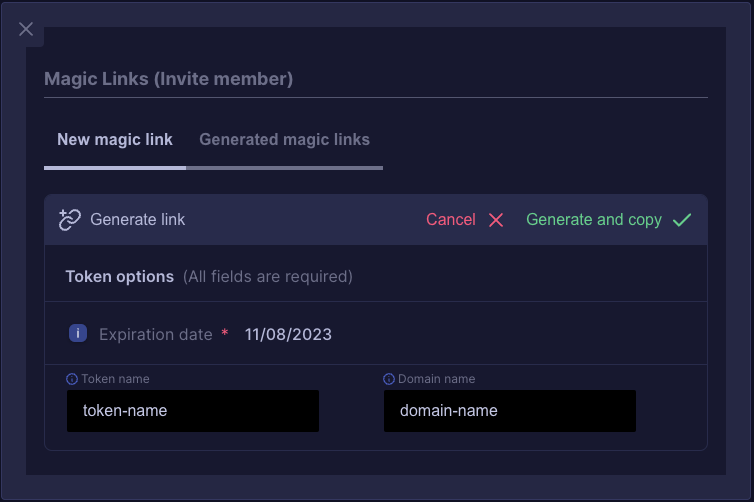 Magic Links (Invite member)
New magic link Generated magic links
Generate link Cancel Generate and copy
Token options (All fields are required)
i Expiration date * 11/08/2023
Token name Domain name
token-name domain-name